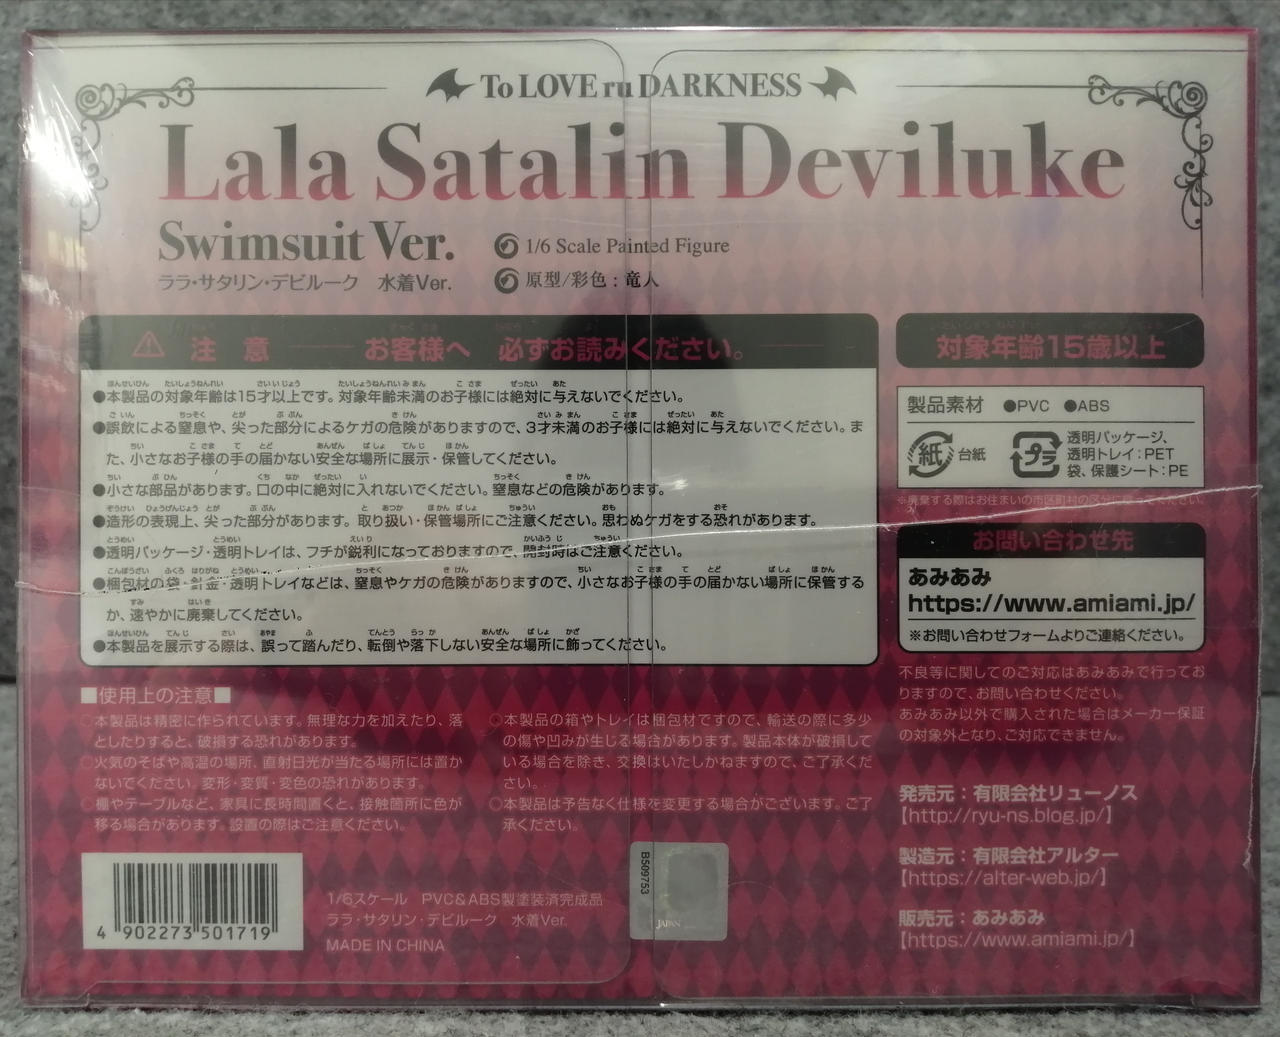 To LOVE ru DARKNESS
Lala Satalin Deviluke
Swimsuit Ver.
1/6 Scale Painted Figure
ララ・サタリン・デビルーク 水着Ver.
原型/彩色:竜人
注 意 お客様へ 必ずお読みください。
●本製品の対象年齢は15才以上です。対象年齢未満のお子様には絶対に与えないでください。
●誤飲による窒息や、尖った部分によるケガの危険がありますので、3才未満のお子様には絶対に与えないでください。ま
た、小さなお子様の手の届かない安全な場所に展示・保管してください。
●小さな部品があります。口の中に絶対に入れないでください。窒息などの危険があります。
●造形の表現上、尖った部分があります。取り扱い・保管場所にご注意ください。思わぬケガをする恐れがあります。
●透明パッケージ・透明トレイは、フチが鋭利になっておりますので、開封時はご注意ください。
●梱包材の袋・針金・透明トレイなどは、窒息やケガの危険がありますので、小さなお子様の手の届かない場所に保管する
か、速やかに廃棄してください。
●本製品を展示する際は、誤って踏んだり、転倒や落下しない安全な場所に飾ってください。
対象年齢15歳以上
製品素材 ●PVC ●ABS
紙 台紙
プラ 透明パッケージ、
透明トレイ:PET
袋、保護シート:PE
※廃棄する際はお住まいの市区町村の区分に従ってください。
お問い合わせ先
あみあみ
https://www.amiami.jp/
※お問い合わせフォームよりご連絡ください。
不良等に関してのご対応はあみあみで行ってお
りますので、お問い合わせください。
あみあみ以外で購入された場合はメーカー保証
の対象外となり、ご対応できません。
■使用上の注意■
○本製品は精密に作られています。無理な力を加えたり、落
としたりすると、破損する恐れがあります。
○火気のそばや高温の場所、直射日光が当たる場所には置か
ないでください。変形・変質・変色の恐れがあります。
○棚やテーブルなど、家具に長時間置くと、接触箇所に色が
移る場合があります。設置の際はご注意ください。
○本製品の箱やトレイは梱包材ですので、輸送の際に多少
の傷や凹みが生じる場合があります。製品本体が破損して
いる場合を除き、交換はいたしかねますので、ご了承くだ
さい。
○本製品は予告なく仕様を変更する場合がございます。ご了
承ください。
発売元:有限会社リューノス
【http://ryu-ns.blog.jp/】
製造元:有限会社アルター
【https://alter-web.jp/】
販売元:あみあみ
【https://www.amiami.jp/】
4 902273 501719
1/6スケール PVC&ABS製塗装済完成品
ララ・サタリン・デビルーク 水着Ver.
MADE IN CHINA
B509753
JAPAN